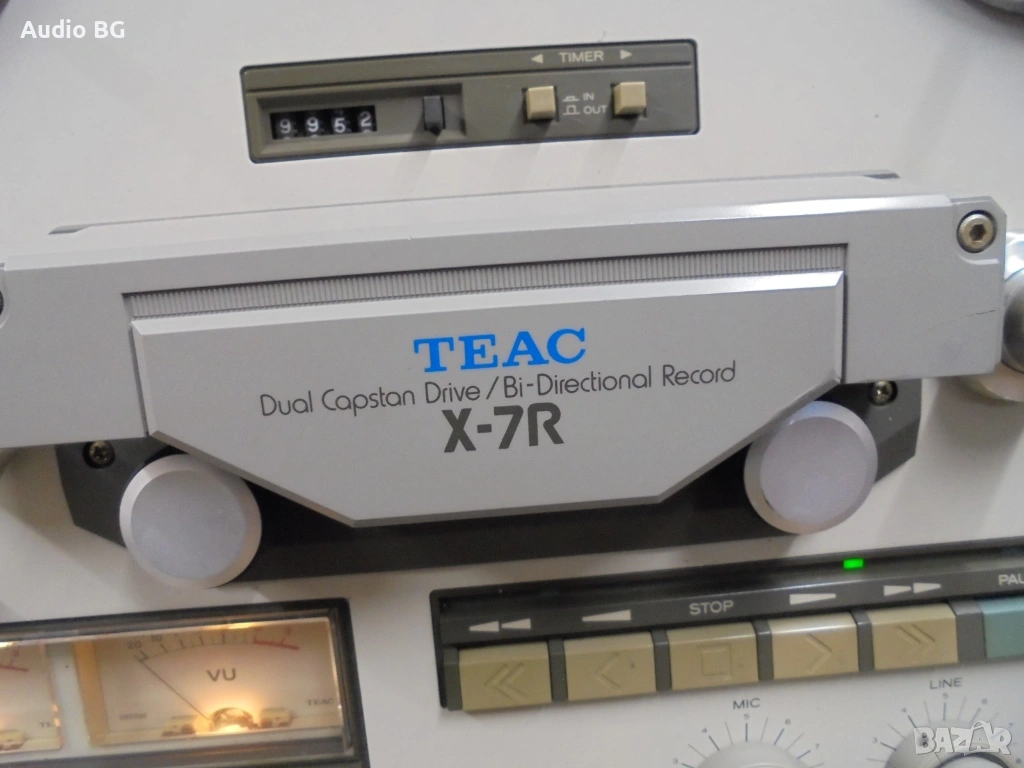 Audio BG
TIMER
IN
OUT
9952
TEAC
Dual Capstan Drive / Bi-Directional Record
X-7R
STOP
VU
TEAC
MIC
LINE
BAZAR